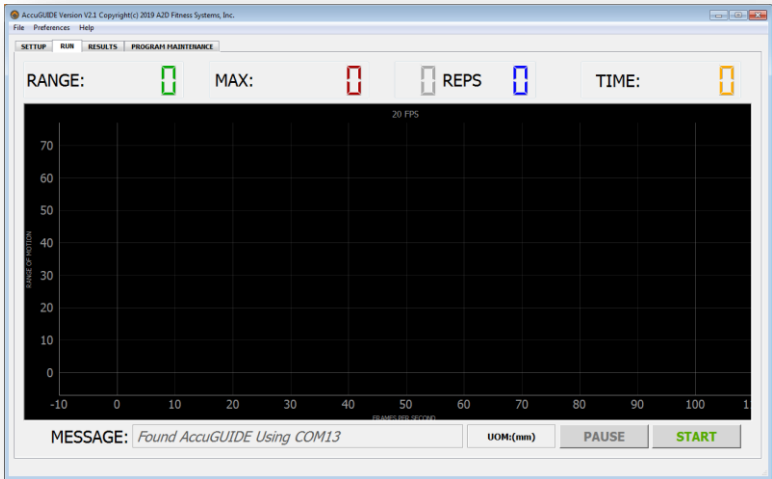 AccuGUIDE Version V2.1 Copyright(c) 2019 A2D Fitness Systems, Inc.
File Preferences Help
SETTUP RUN RESULTS PROGRAM MAINTENANCE
RANGE: 0 MAX: 0 0 REPS 0 TIME: 0
20 FPS
70
60
50
40
30
20
10
0
RANGE OF MOTION
-10 0 10 20 30 40 50 60 70 80 90 100 1
FRAMES PER SECOND
MESSAGE: Found AccuGUIDE Using COM13 UOM:(mm) PAUSE START